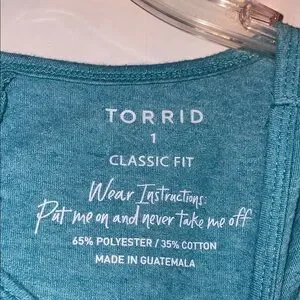 TORRID
1
CLASSIC FIT
Wear Instructions:
Put me on and never take me off
65% POLYESTER / 35% COTTON
MADE IN GUATEMALA